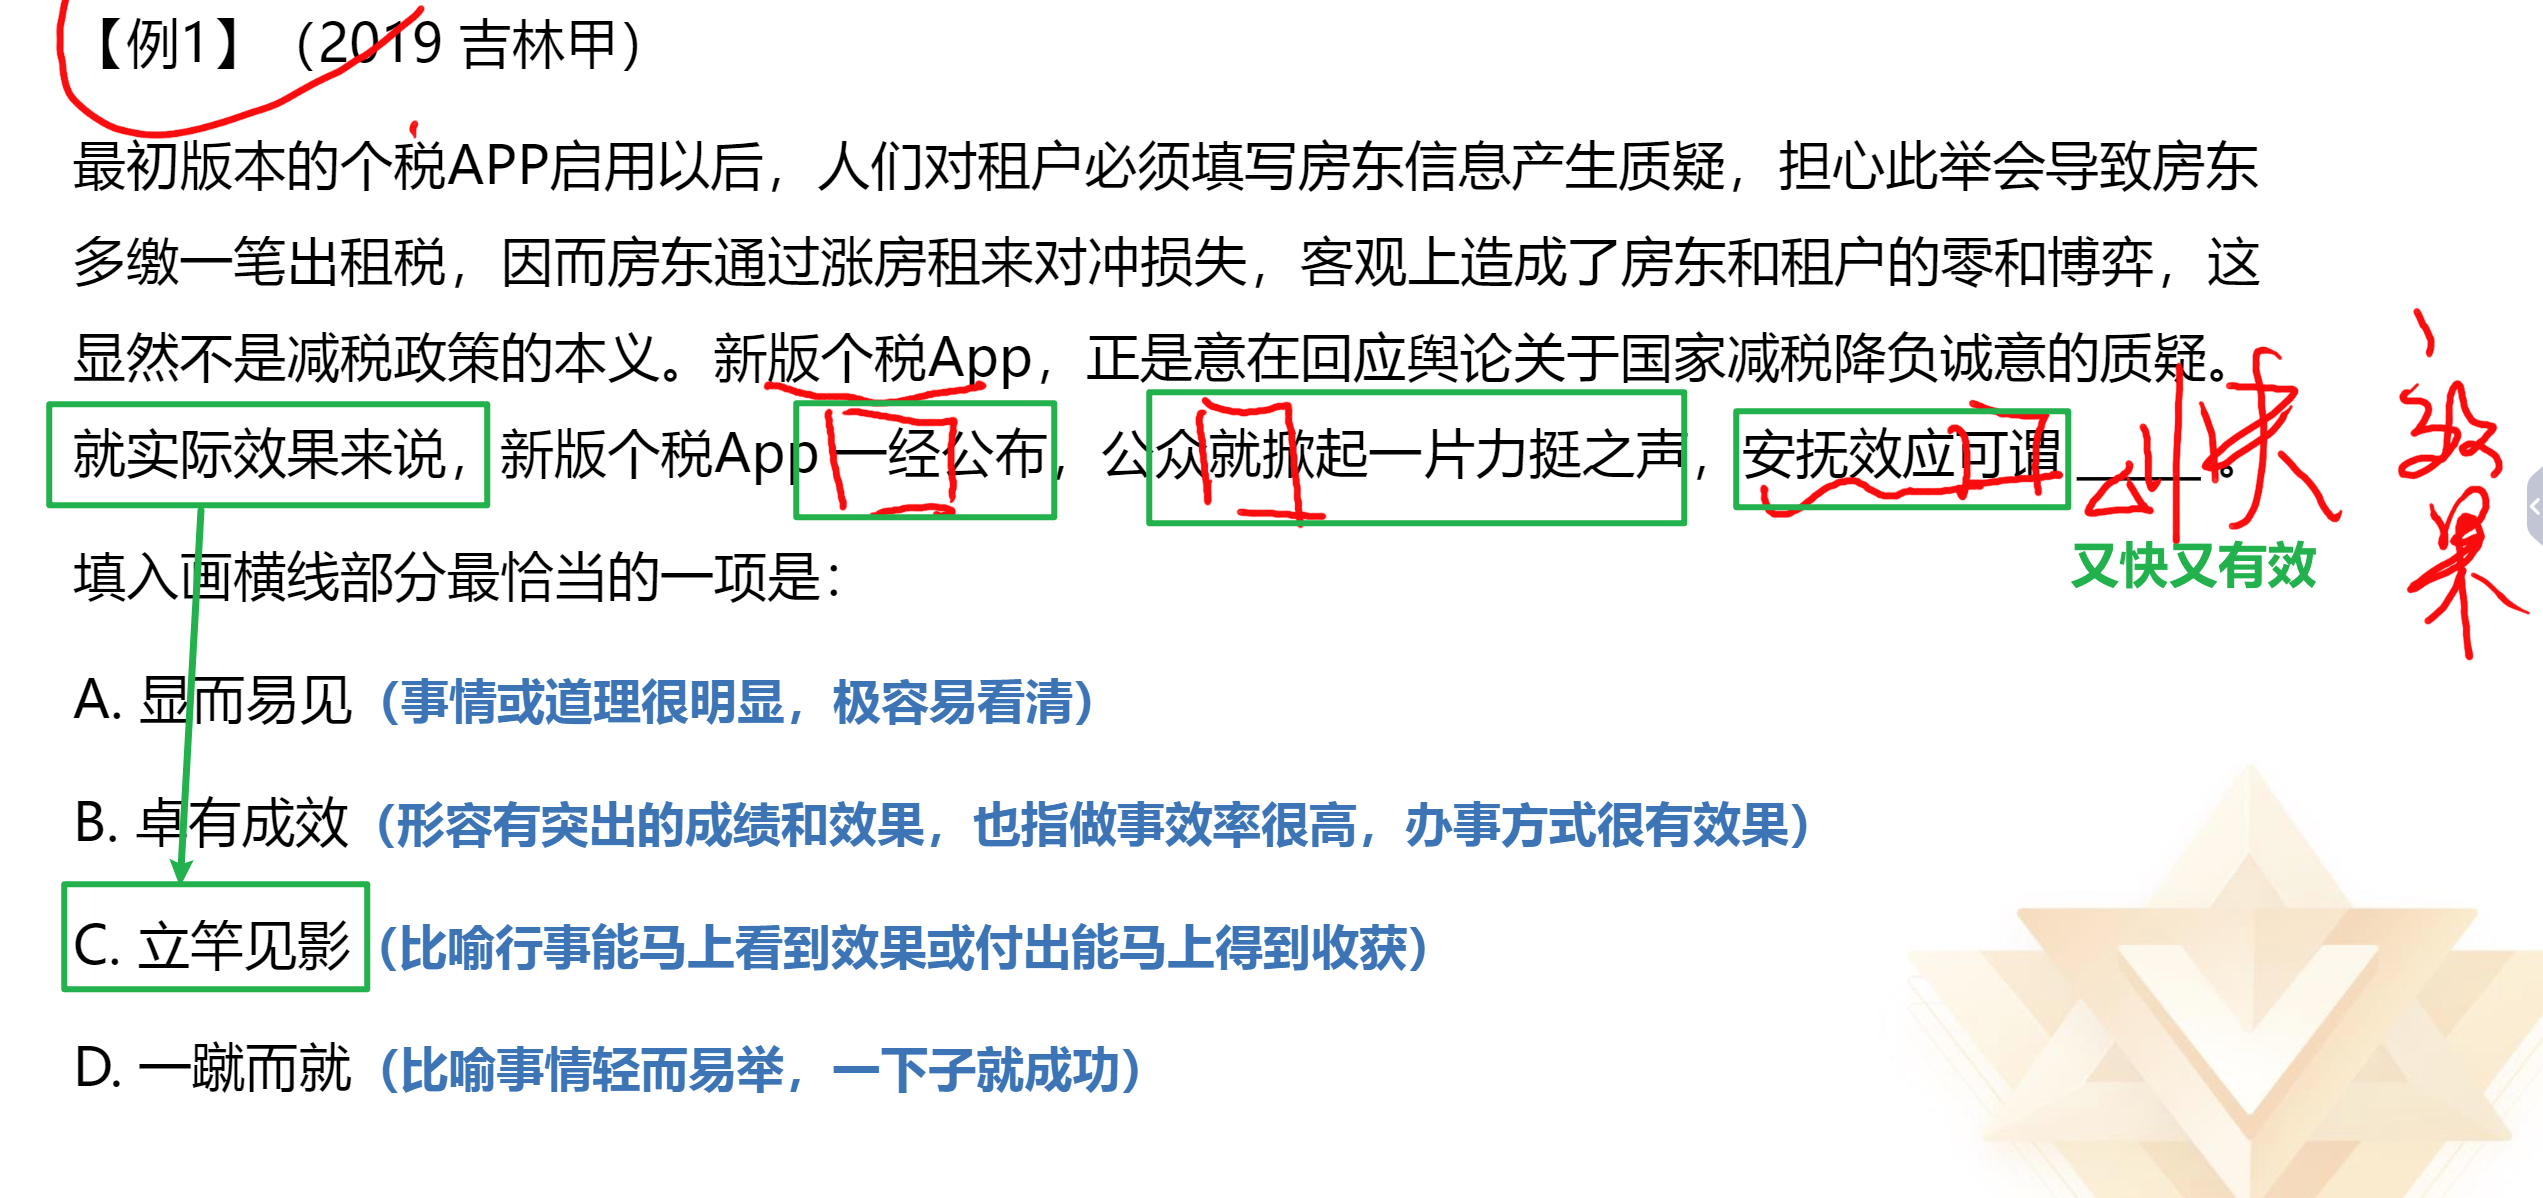 【例1】（2019 吉林甲）
最初版本的个税APP启用以后，人们对租户必须填写房东信息产生质疑，担心此举会导致房东
多缴一笔出租税，因而房东通过涨房租来对冲损失，客观上造成了房东和租户的零和博弈，这
显然不是减税政策的本义。新版个税App，正是意在回应舆论关于国家减税降负诚意的质疑。
就实际效果来说，新版个税App一经公布，公众就掀起一片力挺之声，安抚效应可谓_____。
快
效果
又快又有效
填入画横线部分最恰当的一项是：
A. 显而易见（事情或道理很明显，极容易看清）
B. 卓有成效（形容有突出的成绩和效果，也指做事效率很高，办事方式很有效果）
C. 立竿见影（比喻行事能马上看到效果或付出能马上得到收获）
D. 一蹴而就（比喻事情轻而易举，一下子就成功）